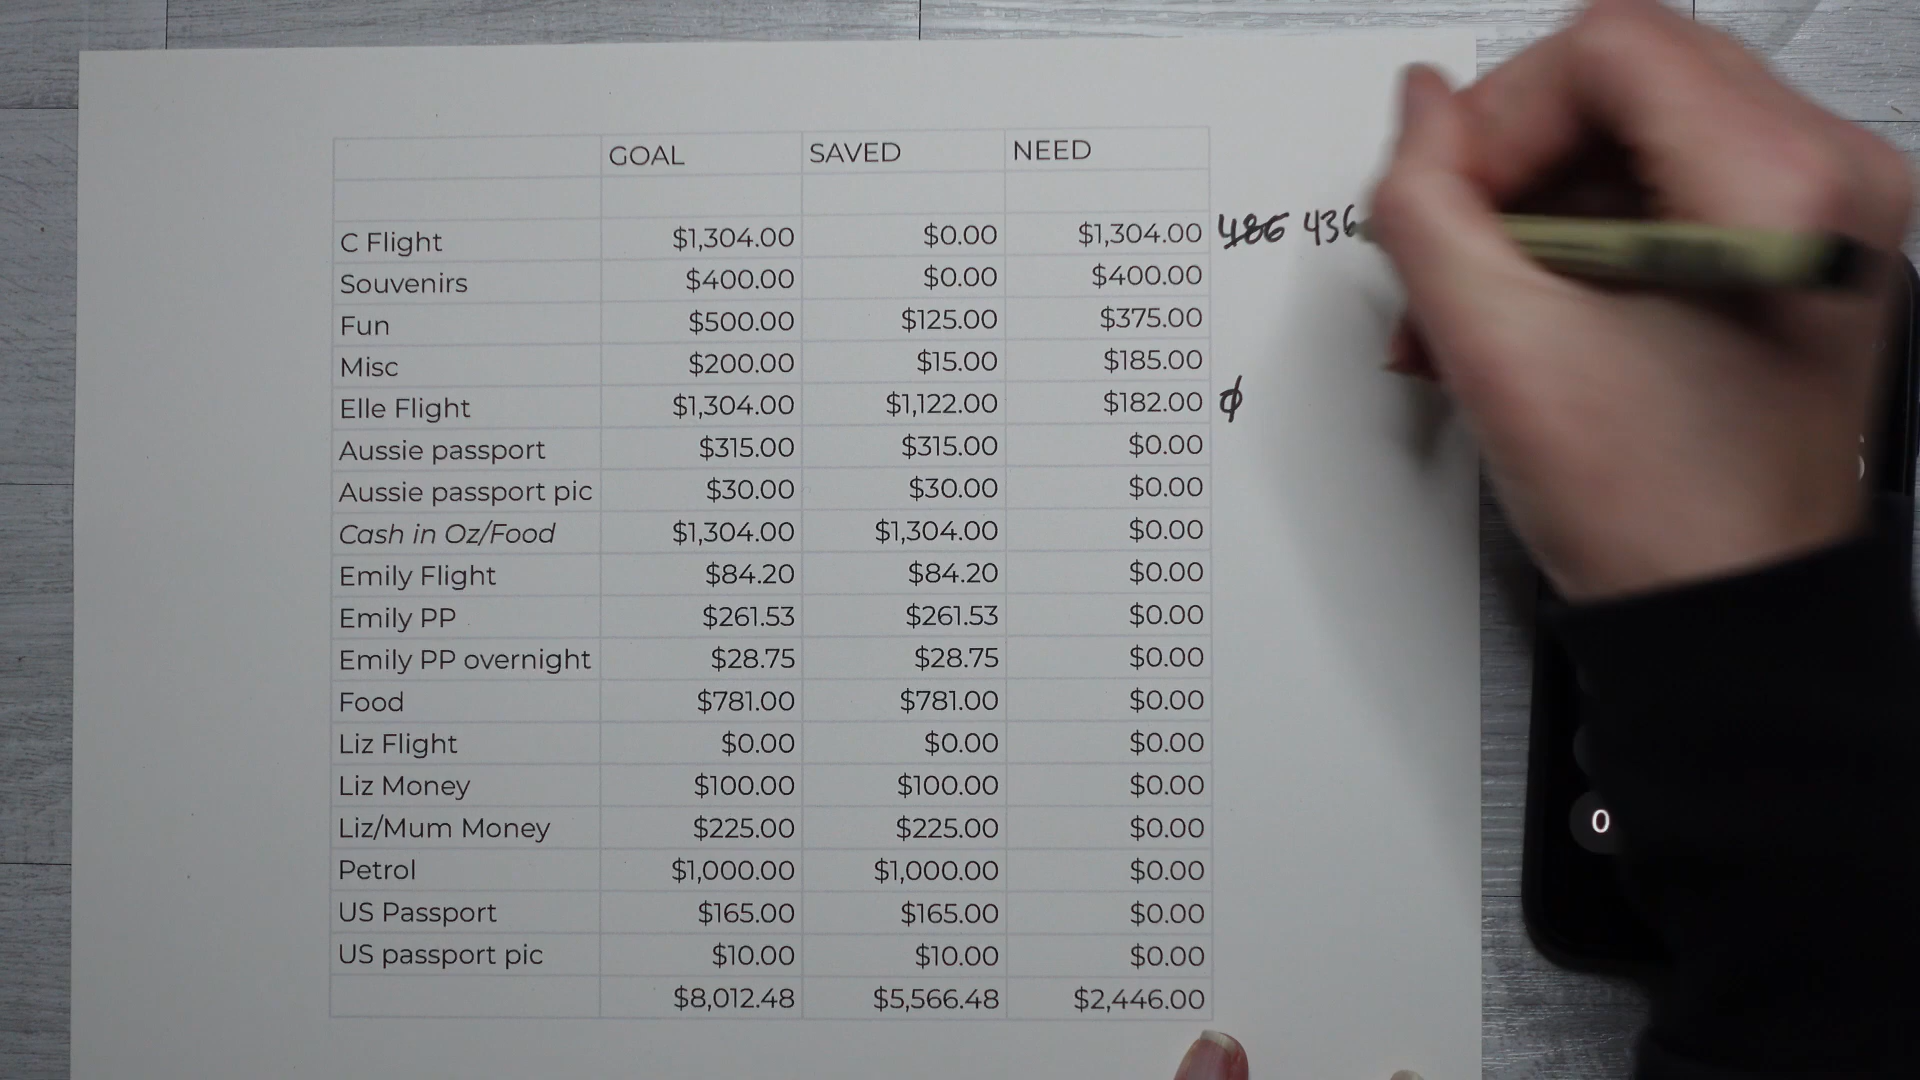 GOAL SAVED NEED
C Flight $1,304.00 $0.00 $1,304.00 486 436
Souvenirs $400.00 $0.00 $400.00
Fun $500.00 $125.00 $375.00
Misc $200.00 $15.00 $185.00
Elle Flight $1,304.00 $1,122.00 $182.00 0
Aussie passport $315.00 $315.00 $0.00
Aussie passport pic $30.00 $30.00 $0.00
Cash in Oz/Food $1,304.00 $1,304.00 $0.00
Emily Flight $84.20 $84.20 $0.00
Emily PP $261.53 $261.53 $0.00
Emily PP overnight $28.75 $28.75 $0.00
Food $781.00 $781.00 $0.00
Liz Flight $0.00 $0.00 $0.00
Liz Money $100.00 $100.00 $0.00
Liz/Mum Money $225.00 $225.00 $0.00
Petrol $1,000.00 $1,000.00 $0.00
US Passport $165.00 $165.00 $0.00
US passport pic $10.00 $10.00 $0.00
$8,012.48 $5,566.48 $2,446.00
0